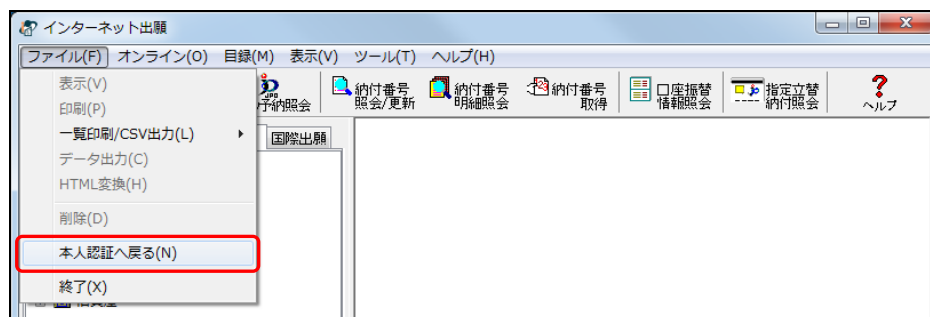 インターネット出願
ファイル(F) オンライン(O) 目録(M) 表示(V) ツール(T) ヘルプ(H)
表示(V)
印刷(P)
一覧印刷/CSV出力(L)
データ出力(C)
HTML変換(H)
削除(D)
本人認証へ戻る(N)
終了(X)
予納照会
納付番号
照会/更新
納付番号
明細照会
納付番号
取得
口座振替
情報照会
指定立替
納付照会
ヘルプ
国際出願